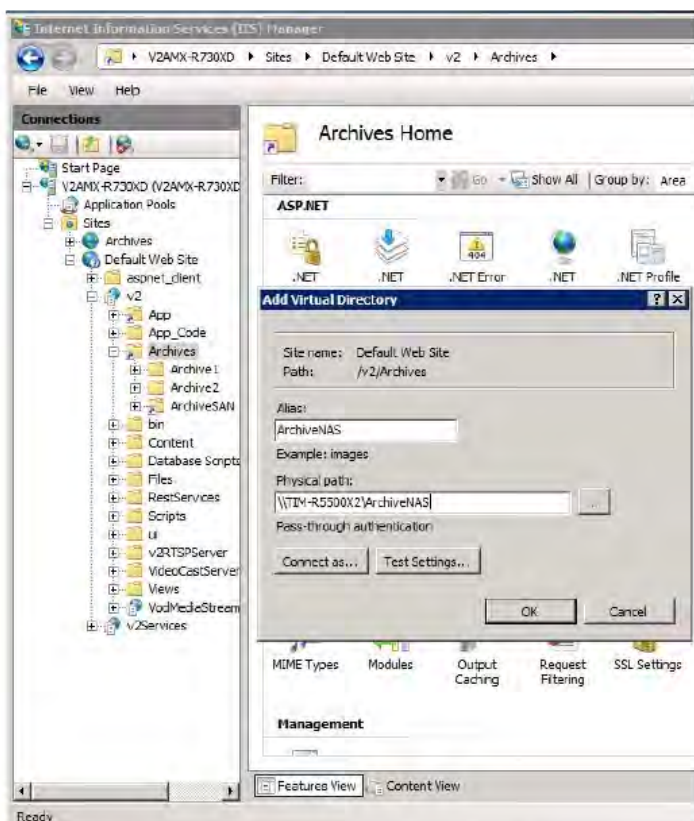 Internet Information Services (IIS) Manager
V2AMX-R730XD Sites Default Web Site v2 Archives
File View Help
Connections
Start Page
V2AMX-R730XD (V2AMX-R730XD
Application Pools
Sites
Archives
Default Web Site
aspnet_client
v2
App
App_Code
Archives
Archive1
Archive2
ArchiveSAN
bin
Content
Database Scripts
Files
RestServices
Scripts
ui
v2RTSPServer
VideoCastServer
Views
VodMediaStream
v2Services
Archives Home
Filter: Go Show All Group by: Area
ASP.NET
404
.NET .NET .NET Error .NET .NET Profile
Add Virtual Directory
Site name: Default Web Site
Path: /v2/Archives
Alias:
ArchiveNAS
Example: images
Physical path:
\\TIM-R5500X2\ArchiveNAS
...
Pass-through authentication
Connect as... Test Settings...
OK Cancel
MIME Types Modules Output Caching Request Filtering SSL Settings
Management
Features View Content View
Ready